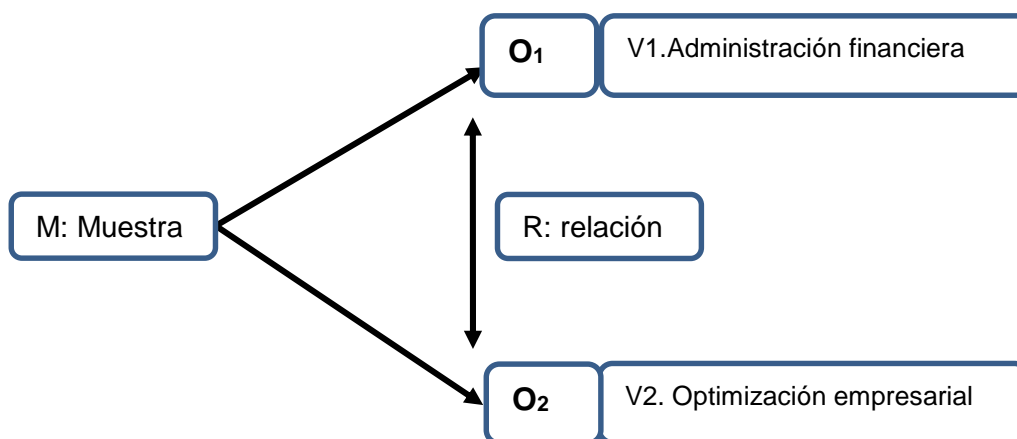 O₁ V1.Administración financiera
M: Muestra R: relación
O₂ V2. Optimización empresarial